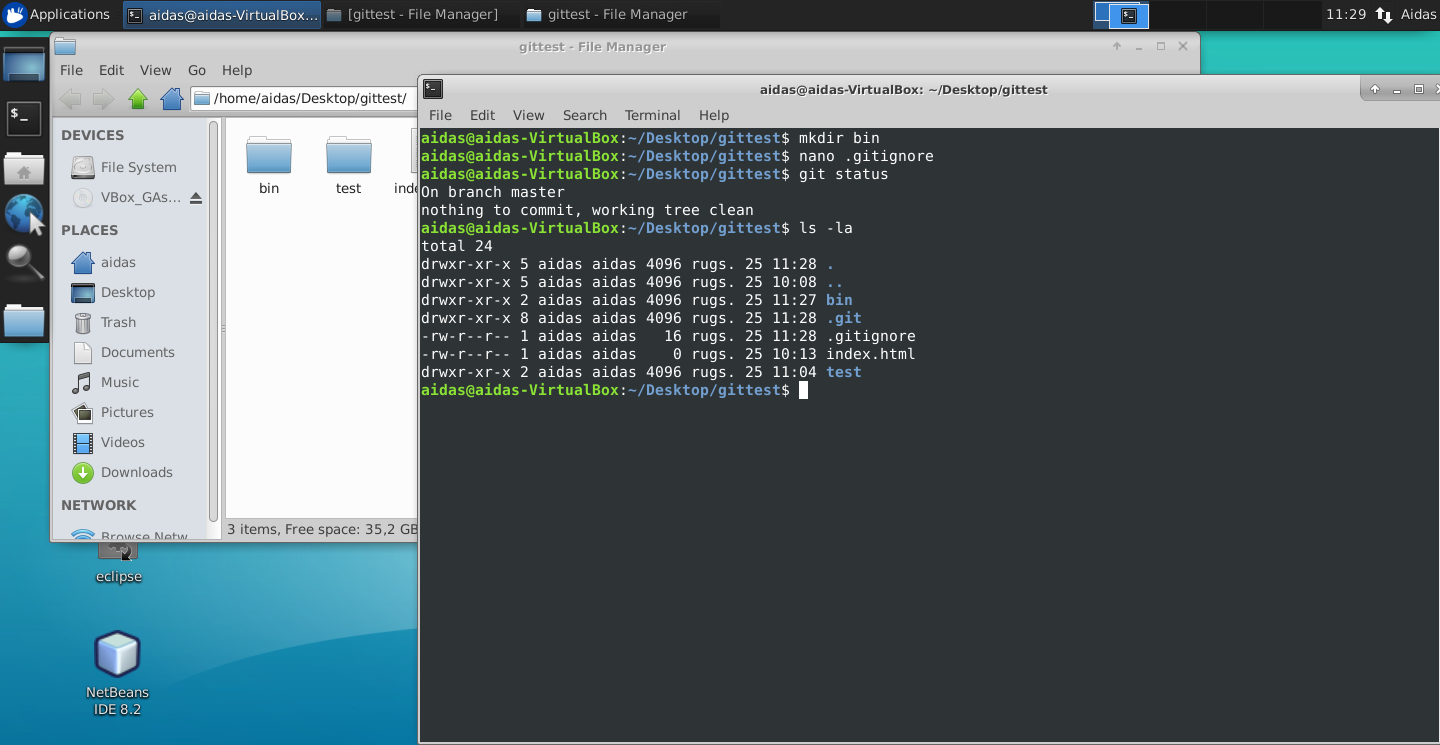 Applications aidas@aidas-VirtualBox... [gittest - File Manager] gittest - File Manager 11:29 Aidas
gittest - File Manager
File Edit View Go Help
/home/aidas/Desktop/gittest/
DEVICES
File System
VBox_GAs...
PLACES
aidas
Desktop
Trash
Documents
Music
Pictures
Videos
Downloads
NETWORK
Browse Netw
bin test inde
3 items, Free space: 35,2 GB
aidas@aidas-VirtualBox: ~/Desktop/gittest
File Edit View Search Terminal Help
aidas@aidas-VirtualBox:~/Desktop/gittest$ mkdir bin
aidas@aidas-VirtualBox:~/Desktop/gittest$ nano .gitignore
aidas@aidas-VirtualBox:~/Desktop/gittest$ git status
On branch master
nothing to commit, working tree clean
aidas@aidas-VirtualBox:~/Desktop/gittest$ ls -la
total 24
drwxr-xr-x 5 aidas aidas 4096 rugs. 25 11:28 .
drwxr-xr-x 5 aidas aidas 4096 rugs. 25 10:08 ..
drwxr-xr-x 2 aidas aidas 4096 rugs. 25 11:27 bin
drwxr-xr-x 8 aidas aidas 4096 rugs. 25 11:28 .git
-rw-r--r-- 1 aidas aidas   16 rugs. 25 11:28 .gitignore
-rw-r--r-- 1 aidas aidas    0 rugs. 25 10:13 index.html
drwxr-xr-x 2 aidas aidas 4096 rugs. 25 11:04 test
aidas@aidas-VirtualBox:~/Desktop/gittest$
eclipse
NetBeans
IDE 8.2